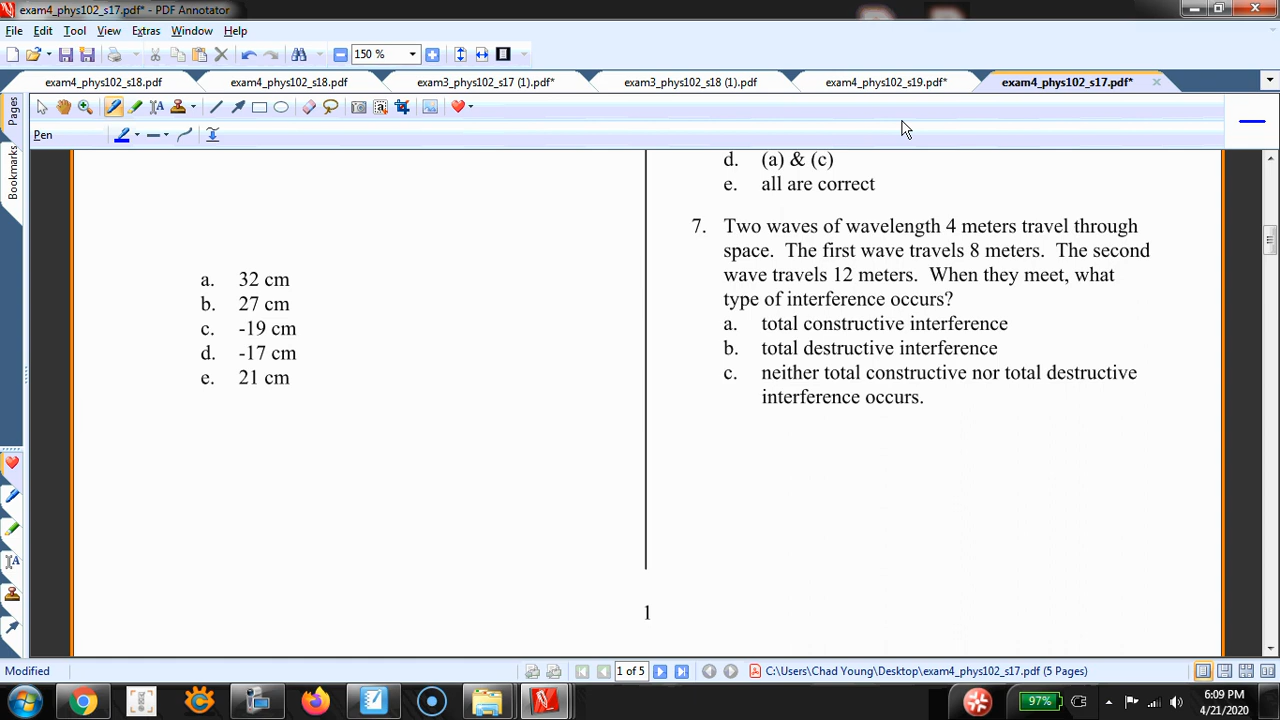 exam4_phys102_s17.pdf* - PDF Annotator
File Edit Tool View Extras Window Help
150 %
exam4_phys102_s18.pdf
exam4_phys102_s18.pdf
exam3_phys102_s17 (1).pdf*
exam3_phys102_s18 (1).pdf
exam4_phys102_s19.pdf*
exam4_phys102_s17.pdf*
Pages
Bookmarks
Pen
a. 32 cm
b. 27 cm
c. -19 cm
d. -17 cm
e. 21 cm
d. (a) & (c)
e. all are correct
7. Two waves of wavelength 4 meters travel through
space. The first wave travels 8 meters. The second
wave travels 12 meters. When they meet, what
type of interference occurs?
a. total constructive interference
b. total destructive interference
c. neither total constructive nor total destructive
interference occurs.
1
Modified
1 of 5
C:\Users\Chad Young\Desktop\exam4_phys102_s17.pdf (5 Pages)
97%
6:09 PM
4/21/2020